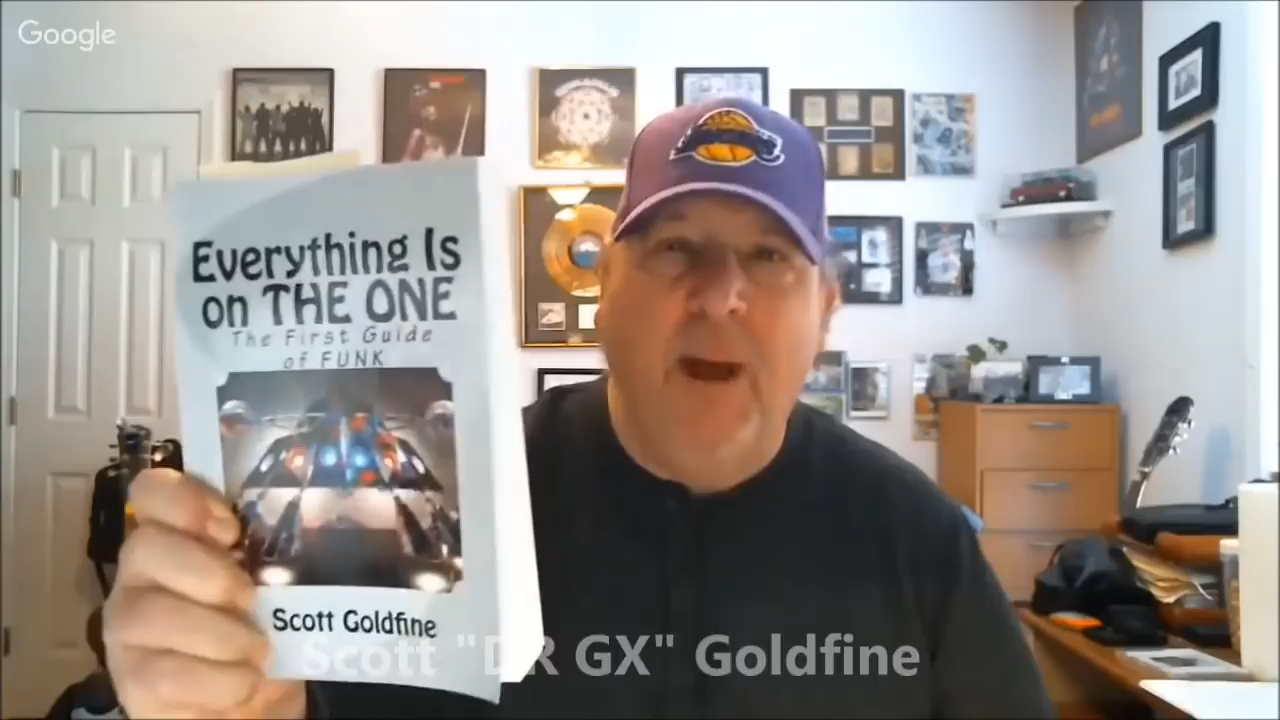 Google
Everything Is
on THE ONE
The First Guide
of FUNK
Scott Goldfine
Scott "DR GX" Goldfine